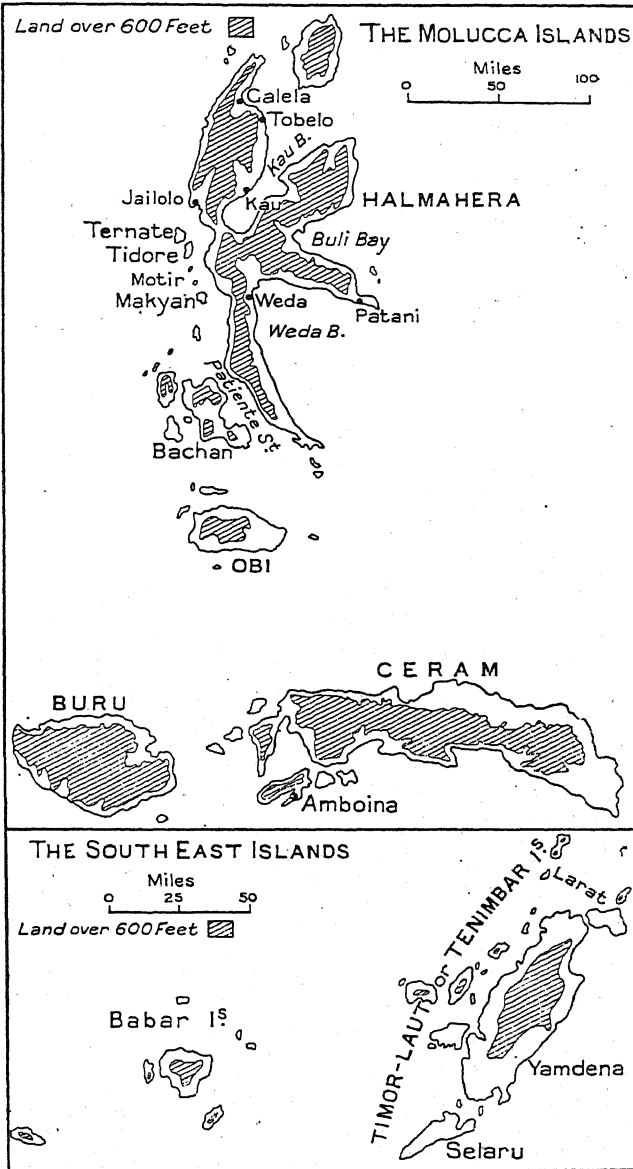 Land over 600 Feet
THE MOLUCCA ISLANDS
Miles
0 50 100
Galela
Tobelo
Kau B.
Jailolo
Kau
HALMAHERA
Ternate
Tidore
Buli Bay
Motir
Makyan
Weda
Patani
Weda B.
Patiente St.
Bachan
OBI
CERAM
BURU
Amboina
THE SOUTH EAST ISLANDS
Miles
0 25 50
Land over 600 Feet
TIMOR-LAUT or TENIMBAR Is.
Larat
Babar Is.
Yamdena
Selaru